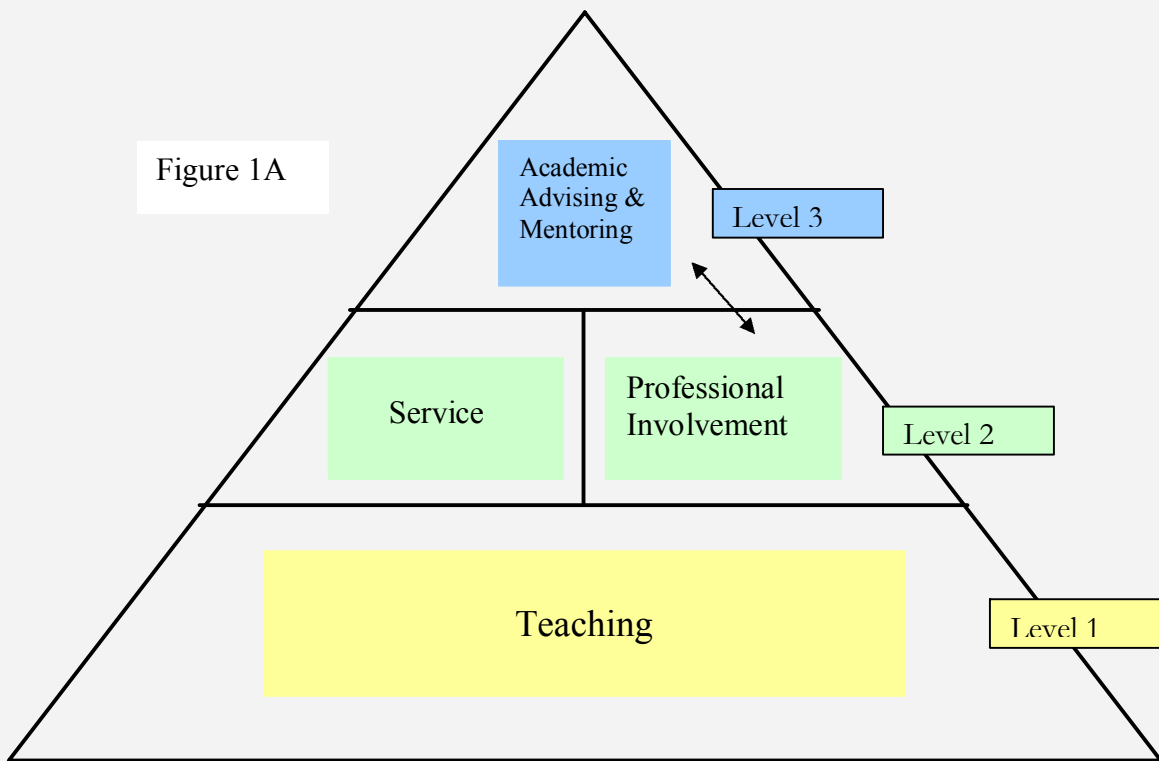 Figure 1A
Academic
Advising &
Mentoring
Level 3
Service
Professional
Involvement
Level 2
Teaching
Level 1